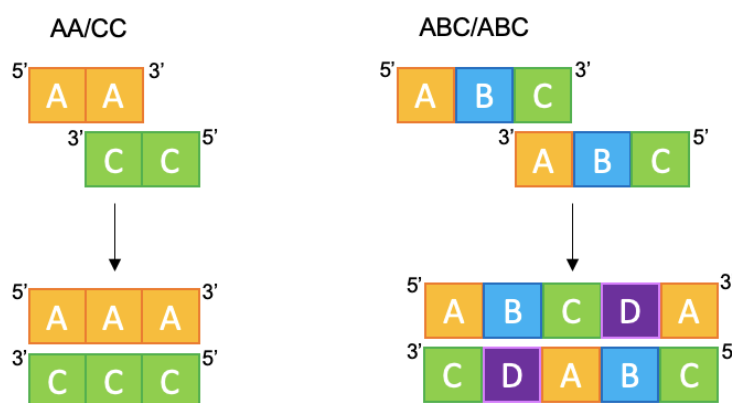 AA/CC
5’ A A 3’
3’ C C 5’
5’ A A A 3’
3’ C C C 5’
ABC/ABC
5’ A B C 3’
3’ A B C 5’
5’ A B C D A 3’
3’ C D A B C 5’